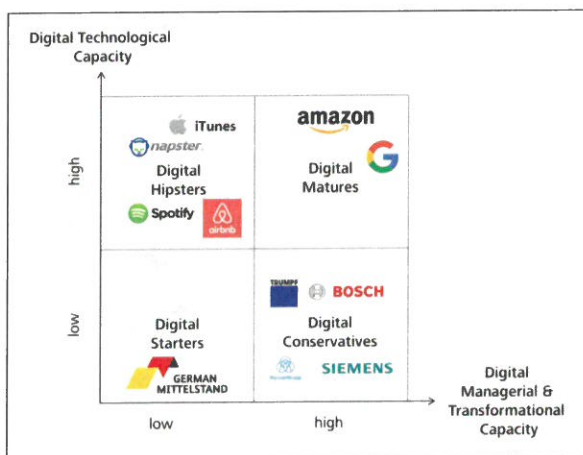 Digital Technological
Capacity
high
low
iTunes
napster
Digital
Hipsters
Spotify
airbnb
amazon
G
Digital
Matures
Digital
Starters
GERMAN
MITTELSTAND
TRUMPF
BOSCH
Digital
Conservatives
SIEMENS
low
high
Digital
Managerial &
Transformational
Capacity